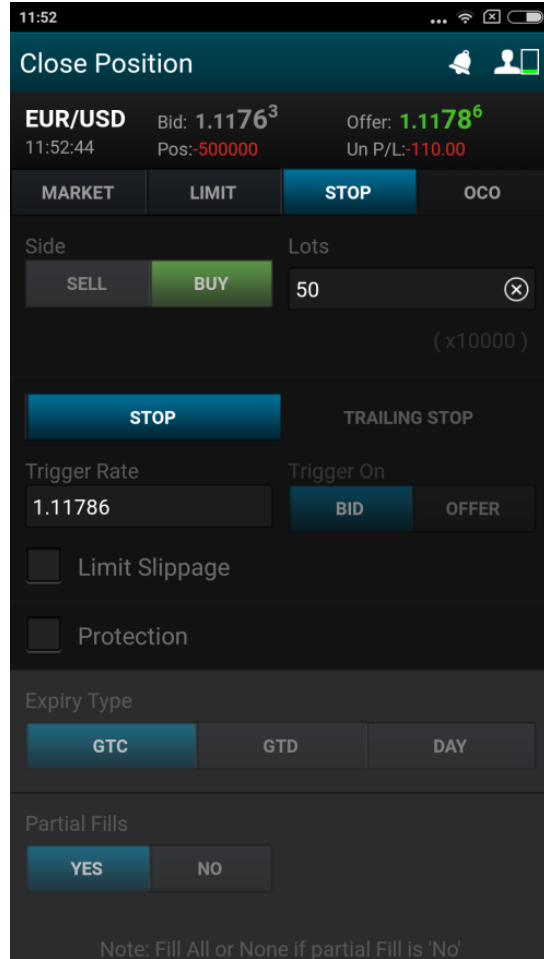 11:52
Close Position
EUR/USD Bid: 1.1176³ Offer: 1.1178⁶
11:52:44 Pos:-500000 Un P/L:-110.00
MARKET LIMIT STOP OCO
Side Lots
SELL BUY 50
( x10000 )
STOP TRAILING STOP
Trigger Rate Trigger On
1.11786 BID OFFER
Limit Slippage
Protection
Expiry Type
GTC GTD DAY
Partial Fills
YES NO
Note: Fill All or None if partial Fill is 'No'